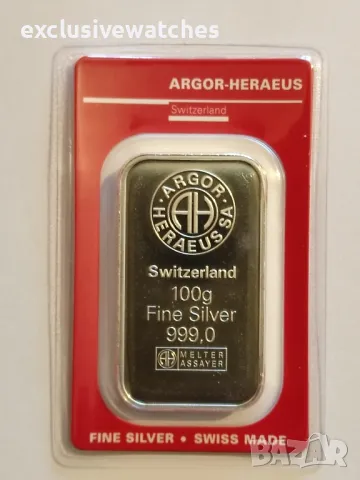 exclusivewatches
ARGOR-HERAEUS
Switzerland
·ARGOR·
AH
HERAEUS SA
Switzerland
100g
Fine Silver
999,0
AH MELTER
ASSAYER
FINE SILVER • SWISS MADE
BAZAR